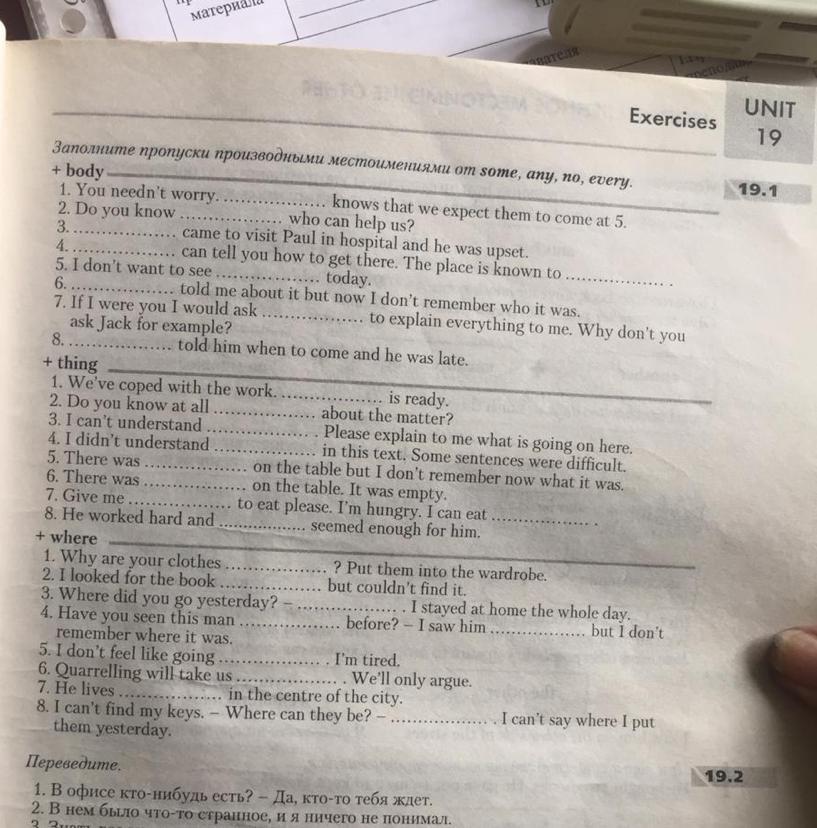 материала
Exercises
UNIT
19
Заполните пропуски производными местоимениями от some, any, no, every.
19.1
+ body
1. You needn't worry. .................. knows that we expect them to come at 5.
2. Do you know .................. who can help us?
3. .................. came to visit Paul in hospital and he was upset.
4. .................. can tell you how to get there. The place is known to .................. .
5. I don't want to see .................. today.
6. .................. told me about it but now I don't remember who it was.
7. If I were you I would ask .................. to explain everything to me. Why don't you
ask Jack for example?
8. .................. told him when to come and he was late.
+ thing
1. We've coped with the work. .................. is ready.
2. Do you know at all .................. about the matter?
3. I can't understand .................. . Please explain to me what is going on here.
4. I didn't understand .................. in this text. Some sentences were difficult.
5. There was .................. on the table but I don't remember now what it was.
6. There was .................. on the table. It was empty.
7. Give me .................. to eat please. I'm hungry. I can eat .................. .
8. He worked hard and ................ seemed enough for him.
+ where
1. Why are your clothes .................. ? Put them into the wardrobe.
2. I looked for the book .................. but couldn't find it.
3. Where did you go yesterday? – .................. . I stayed at home the whole day.
4. Have you seen this man .................. before? – I saw him .................. but I don't
remember where it was.
5. I don't feel like going .................. . I'm tired.
6. Quarrelling will take us .................. . We'll only argue.
7. He lives .................. in the centre of the city.
8. I can't find my keys. – Where can they be? – .................. . I can't say where I put
them yesterday.
Переведите.
19.2
1. В офисе кто-нибудь есть? – Да, кто-то тебя ждет.
2. В нем было что-то странное, и я ничего не понимал.